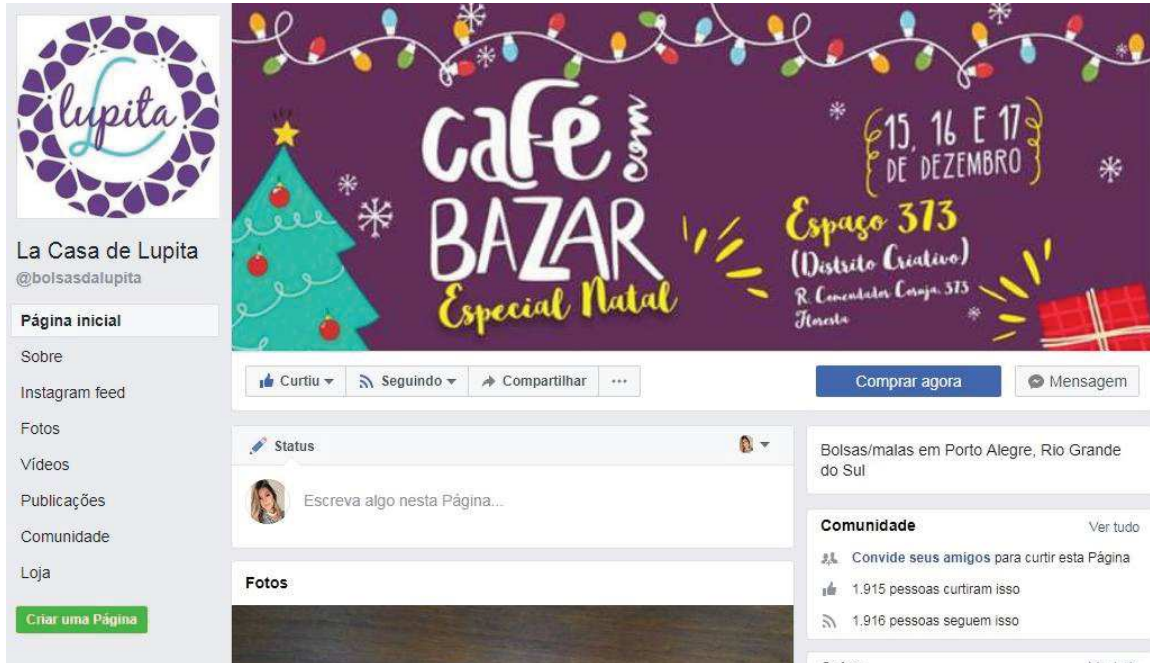 lupita
La Casa de Lupita
@bolsasdalupita
Página inicial
Sobre
Instagram feed
Fotos
Vídeos
Publicações
Comunidade
Loja
Criar uma Página
café com
BAZAR
Especial Natal
15, 16 E 17
DE DEZEMBRO
Espaço 373
(Distrito Criativo)
R. Comendador Coruja, 373
Floresta
Curtiu
Seguindo
Compartilhar
...
Comprar agora
Mensagem
Status
Escreva algo nesta Página...
Fotos
Bolsas/malas em Porto Alegre, Rio Grande
do Sul
Comunidade
Ver tudo
Convide seus amigos para curtir esta Página
1.915 pessoas curtiram isso
1.916 pessoas seguem isso